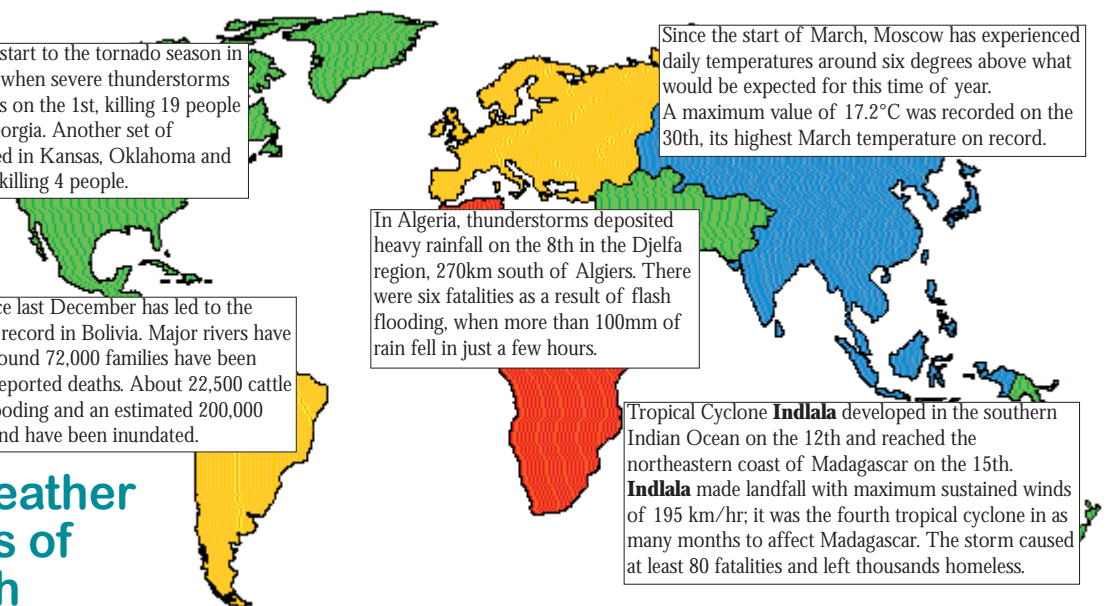 start to the tornado season in
when severe thunderstorms
s on the 1st, killing 19 people
eorgia. Another set of
ed in Kansas, Oklahoma and
killing 4 people.
Since the start of March, Moscow has experienced
daily temperatures around six degrees above what
would be expected for this time of year.
A maximum value of 17.2°C was recorded on the
30th, its highest March temperature on record.
In Algeria, thunderstorms deposited
heavy rainfall on the 8th in the Djelfa
region, 270km south of Algiers. There
were six fatalities as a result of flash
flooding, when more than 100mm of
rain fell in just a few hours.
ce last December has led to the
record in Bolivia. Major rivers have
ound 72,000 families have been
eported deaths. About 22,500 cattle
ooding and an estimated 200,000
nd have been inundated.
Tropical Cyclone Indlala developed in the southern
Indian Ocean on the 12th and reached the
northeastern coast of Madagascar on the 15th.
Indlala made landfall with maximum sustained winds
of 195 km/hr; it was the fourth tropical cyclone in as
many months to affect Madagascar. The storm caused
at least 80 fatalities and left thousands homeless.
eather
s of
h